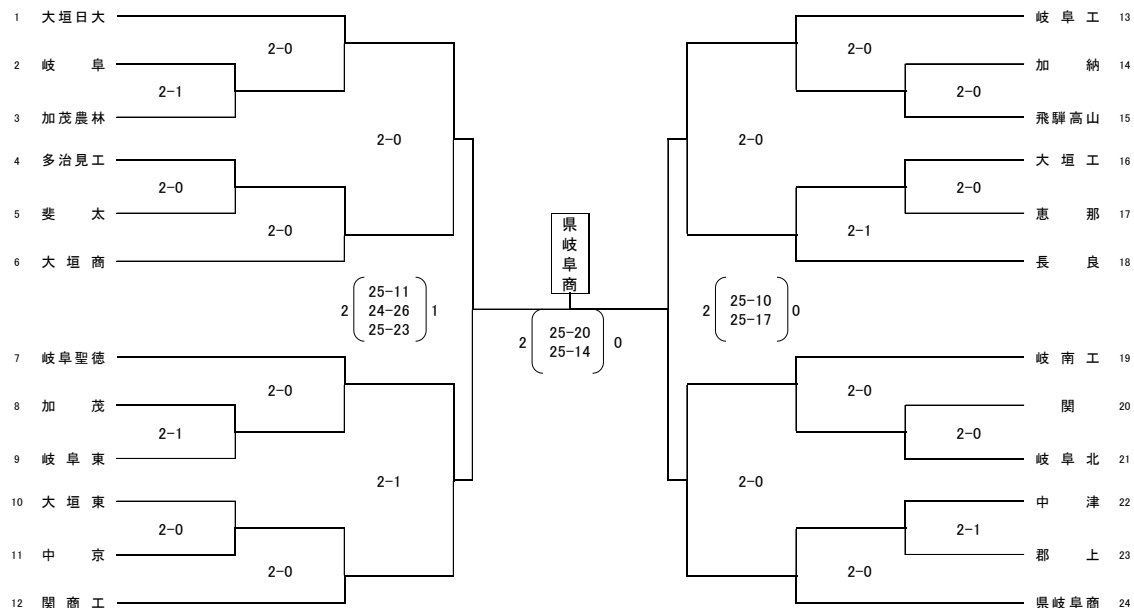 1 大垣日大
2 岐阜
3 加茂農林
4 多治見工
5 斐太
6 大垣商
7 岐阜聖徳
8 加茂
9 岐阜東
10 大垣東
11 中京
12 関商工
2-0
2-1
2-0
2-0
2-0
2 25-11 1
24-26
25-23
2-0
2-1
2-1
2-0
2-0
県岐阜商
2 25-20 0
25-14
2-0
2-0
2-0
2-0
2-1
2 25-10 0
25-17
2-0
2-0
2-0
2-1
2-0
岐阜工 13
加納 14
飛騨高山 15
大垣工 16
恵那 17
長良 18
岐南工 19
関 20
岐阜北 21
中津 22
郡上 23
県岐阜商 24